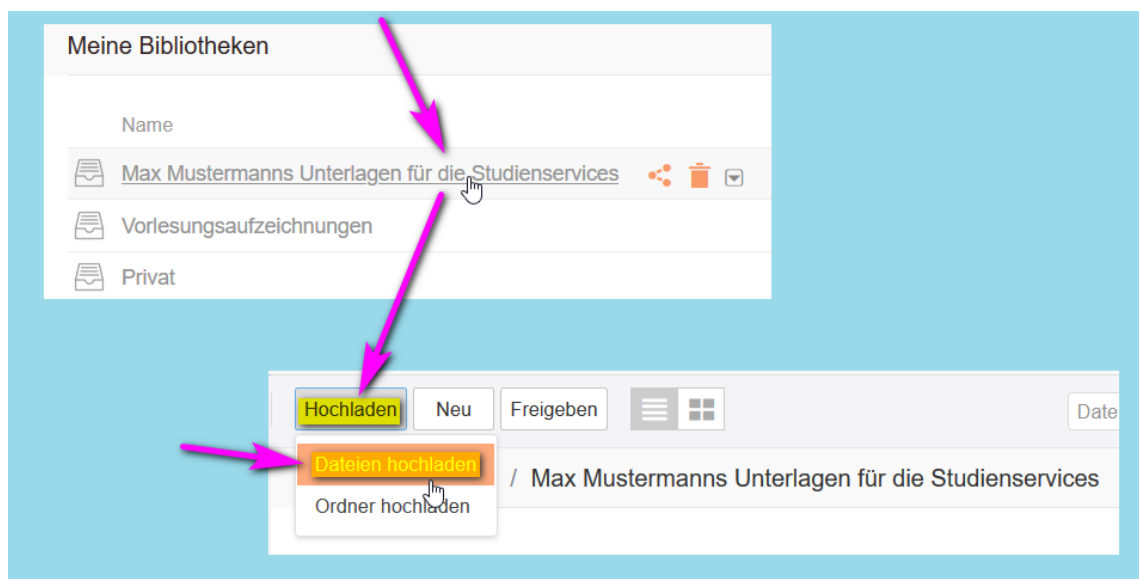 Meine Bibliotheken
Name
Max Mustermanns Unterlagen für die Studienservices
Vorlesungsaufzeichnungen
Privat
Hochladen Neu Freigeben Date
Dateien hochladen
/ Max Mustermanns Unterlagen für die Studienservices
Ordner hochladen